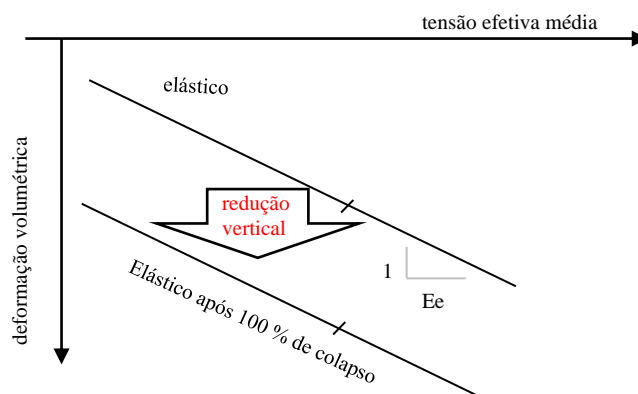 tensão efetiva média
elástico
deformação volumétrica
redução
vertical
1
Ee
Elástico após 100 % de colapso